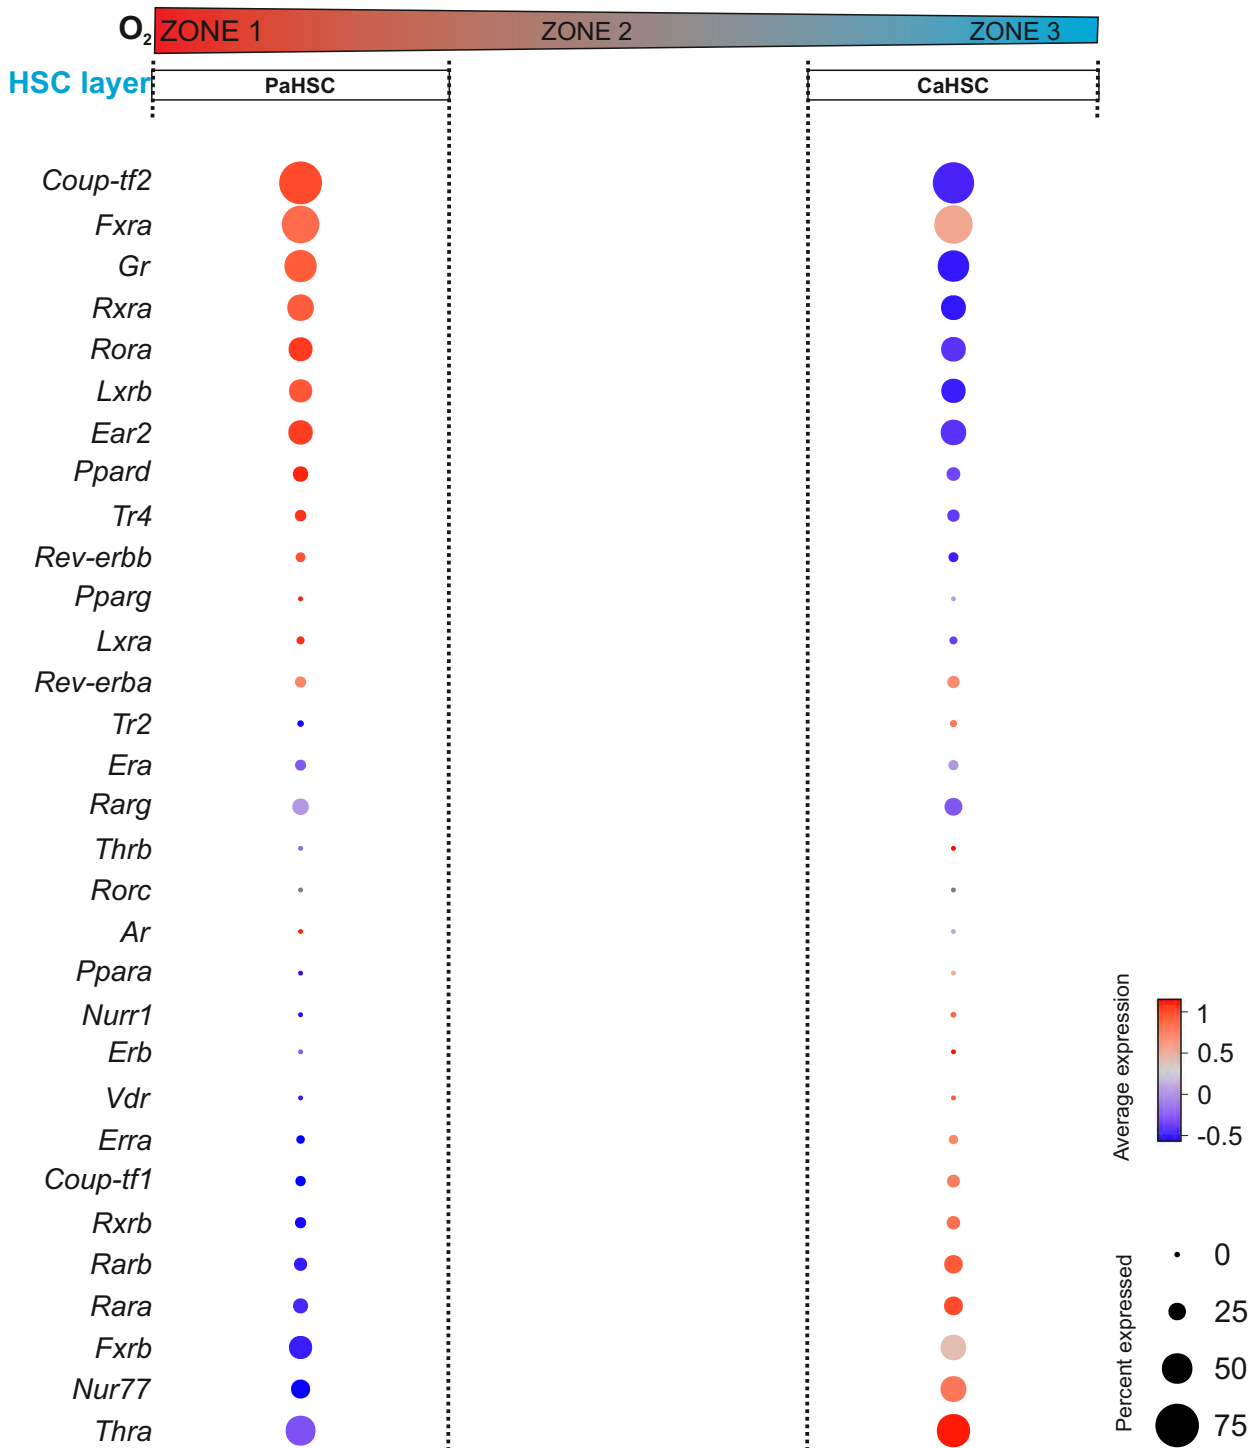 O2 ZONE 1 ZONE 2 ZONE 3
HSC layer PaHSC CaHSC
Coup-tf2
Fxra
Gr
Rxra
Rora
Lxrb
Ear2
Ppard
Tr4
Rev-erbb
Pparg
Lxra
Rev-erba
Tr2
Era
Rarg
Thrb
Rorc
Ar
Ppara
Nurr1
Erb
Vdr
Erra
Coup-tf1
Rxrb
Rarb
Rara
Fxrb
Nur77
Thra
Average expression
1
0.5
0
-0.5
Percent expressed
0
25
50
75